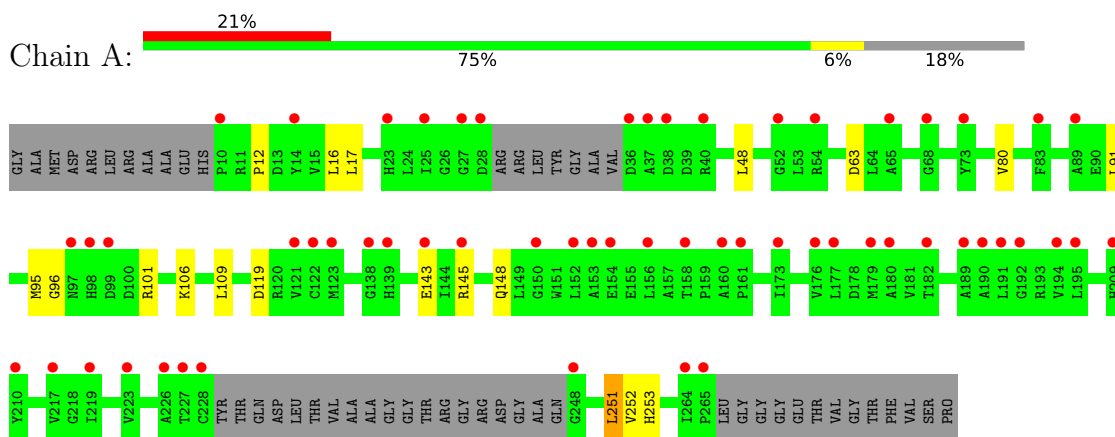 21%
Chain A:
75% 6% 18%
GLY ALA MET ASP ARG LEU ARG ALA ALA GLU HIS P10 R11 P12 D13 Y14 V15 L16 L17 H23 L24 I25 G26 G27 D28 ARG ARG LEU TYR GLY ALA VAL D36 A37 D38 D39 R40 L48 G52 L53 R54 D63 L64 A65 G68 Y73 V80 F83 A89 E90 L91
M95 G96 N97 H98 D99 D100 R101 K106 L109 D119 R120 V121 C122 M123 G138 H139 E143 I144 R145 Q148 L149 G150 W151 L152 A153 E154 E155 L156 A157 T158 P159 A160 P161 I173 V176 L177 D178 M179 A180 V181 T182 A189 A190 L191 G192 R193 V194 L195 H209
Y210 V217 G218 I219 V223 A226 T227 C228 TYR THR GLN ASP LEU THR VAL ALA ALA GLY GLY THR ARG GLY ARG ASP GLY ALA GLN G248 L251 V252 H253 I264 P265 LEU GLY GLY GLY GLU THR VAL GLY THR PHE VAL SER PRO